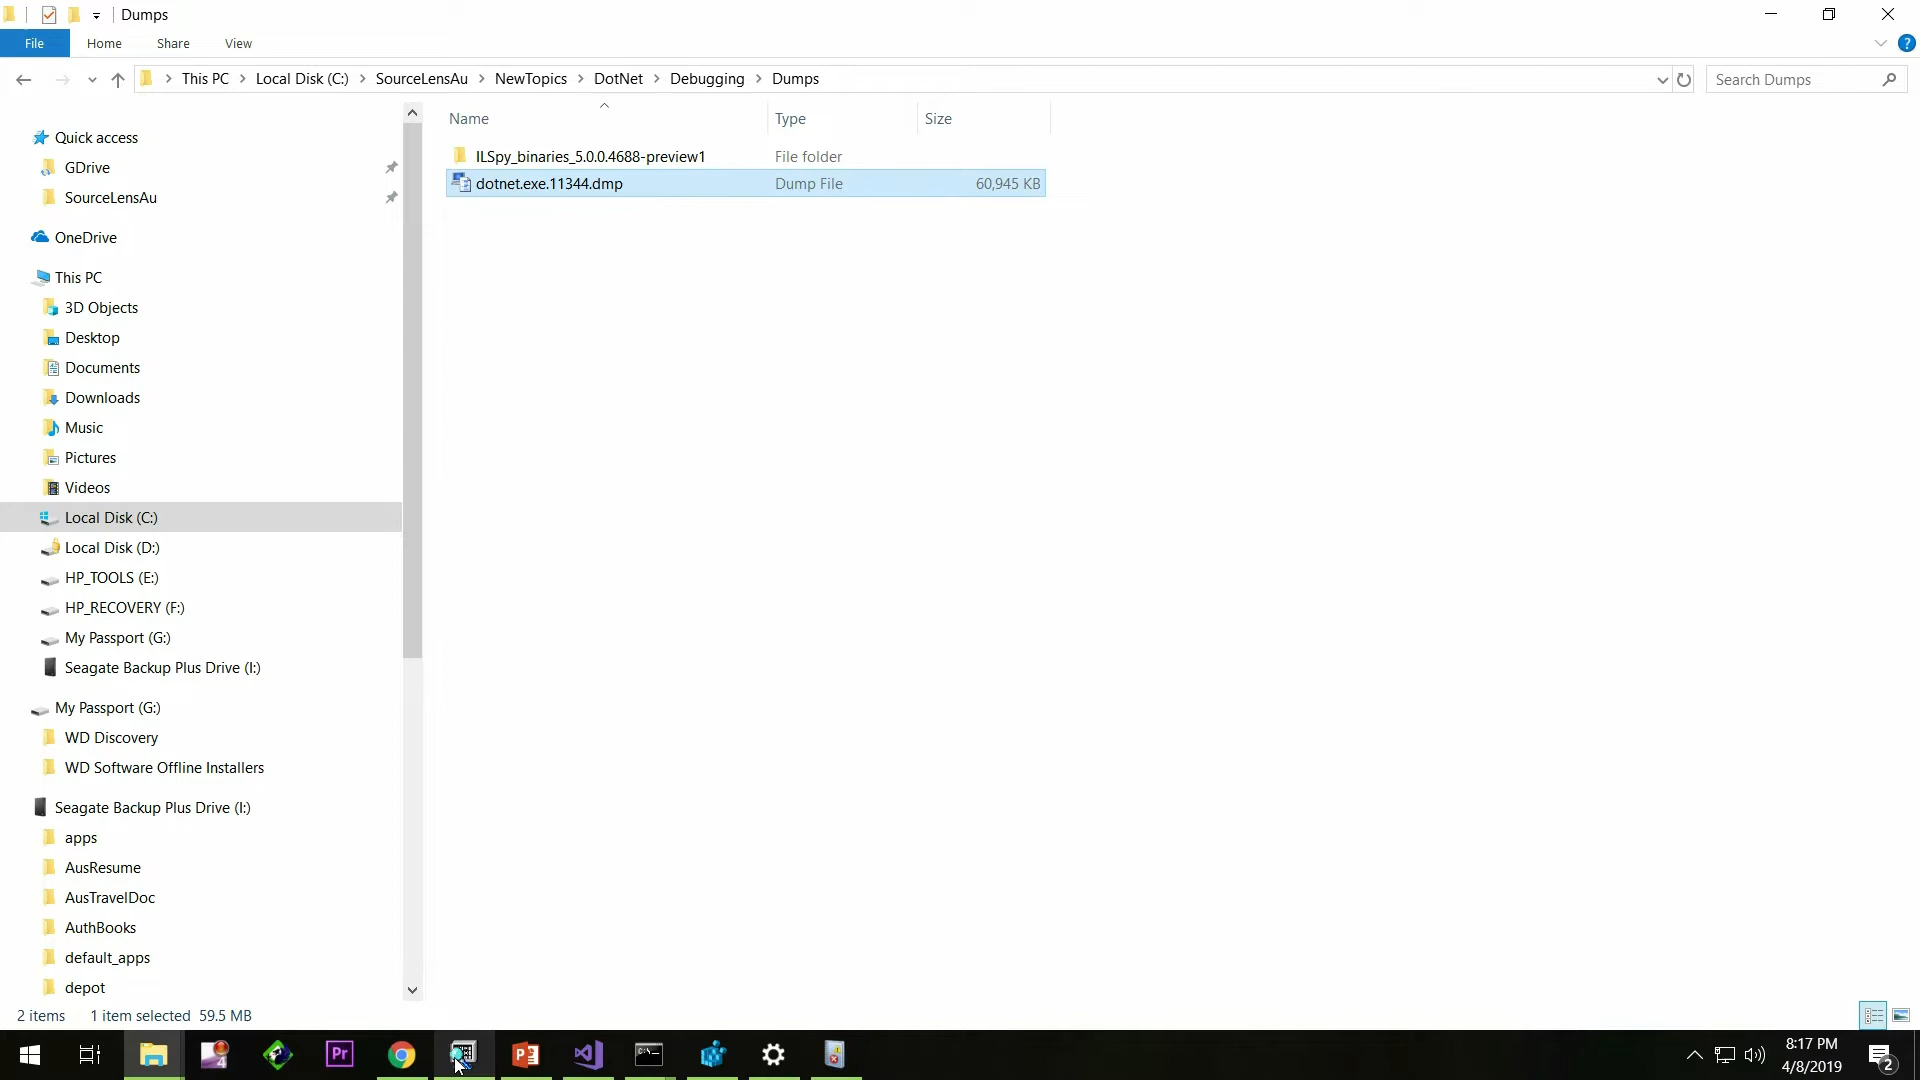 Dumps
File Home Share View
This PC Local Disk (C:) SourceLensAu NewTopics DotNet Debugging Dumps
Search Dumps
Name Type Size
ILSpy_binaries_5.0.0.4688-preview1 File folder
dotnet.exe.11344.dmp Dump File 60,945 KB
Quick access
GDrive
SourceLensAu
OneDrive
This PC
3D Objects
Desktop
Documents
Downloads
Music
Pictures
Videos
Local Disk (C:)
Local Disk (D:)
HP_TOOLS (E:)
HP_RECOVERY (F:)
My Passport (G:)
Seagate Backup Plus Drive (I:)
My Passport (G:)
WD Discovery
WD Software Offline Installers
Seagate Backup Plus Drive (I:)
apps
AusResume
AusTravelDoc
AuthBooks
default_apps
depot
2 items 1 item selected 59.5 MB
4
Pr
8:17 PM
4/8/2019
2